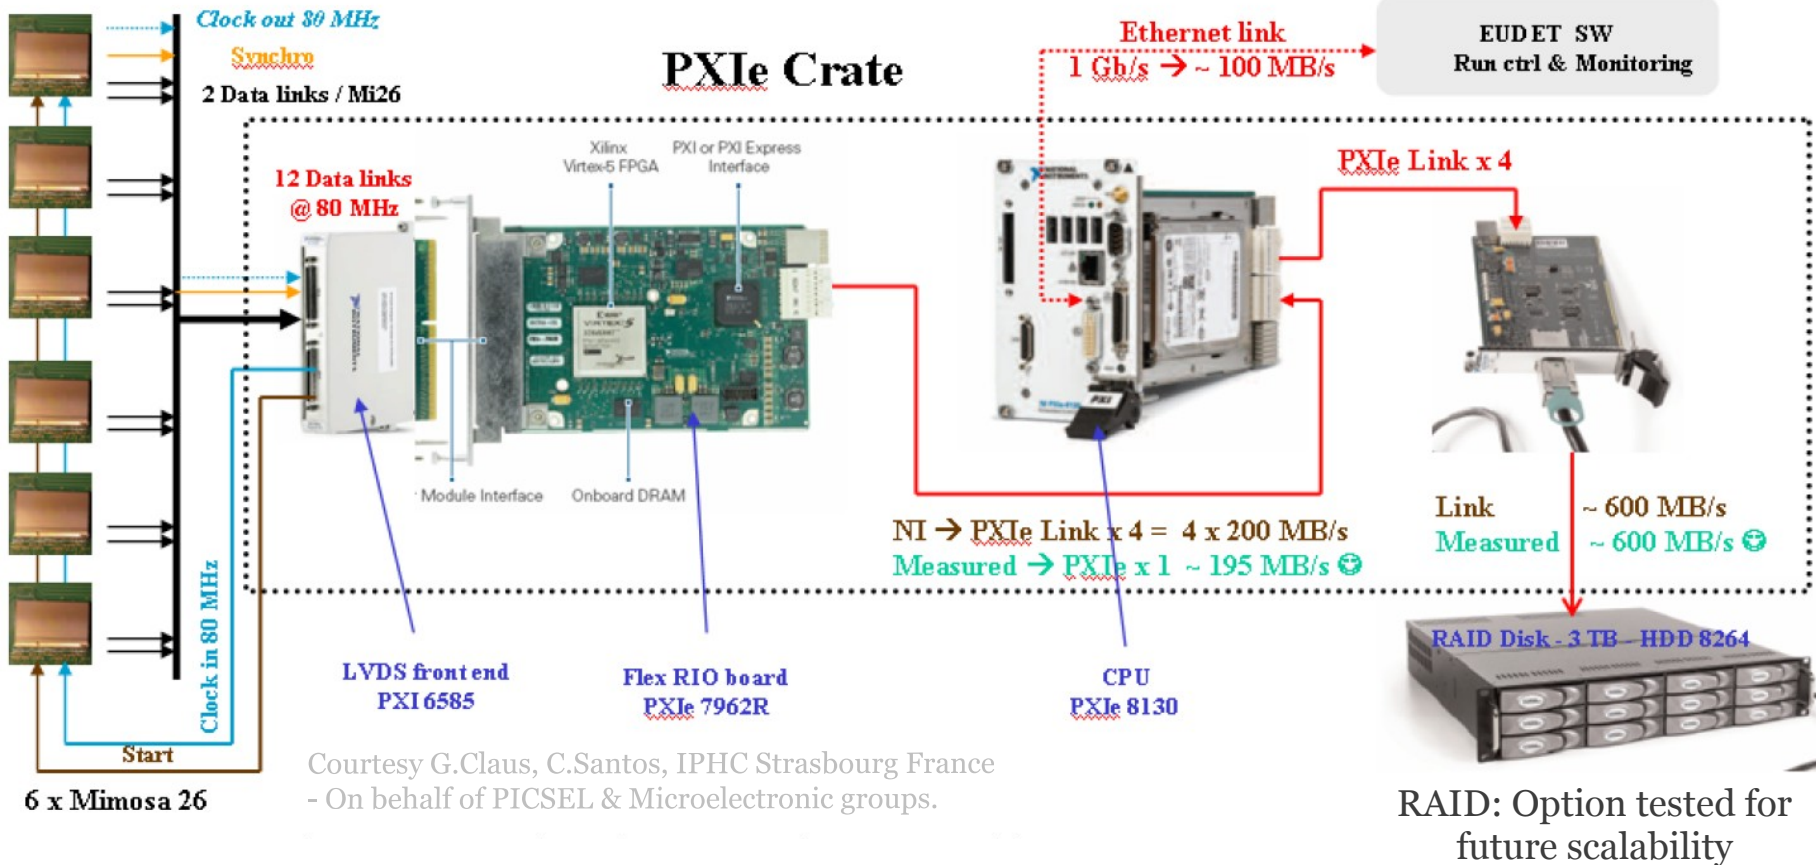 Clock out 80 MHz
Synchro
2 Data links / Mi26
PXIe Crate
Ethernet link
1 Gb/s → ~ 100 MB/s
EUDET SW
Run ctrl & Monitoring
12 Data links
@ 80 MHz
Xilinx
Virtex-5 FPGA
PXI or PXI Express
Interface
PXIe Link x 4
NATIONAL
INSTRUMENTS
VIRTEX-5
PXI
Module Interface
Onboard DRAM
NI → PXIe Link x 4 = 4 x 200 MB/s
Measured → PXIe x 1 ~ 195 MB/s
Link ~ 600 MB/s
Measured ~ 600 MB/s
Clock in 80 MHz
LVDS front end
PXI 6585
Flex RIO board
PXIe 7962R
CPU
PXIe 8130
RAID Disk - 3 TB - HDD 8264
Start
6 x Mimosa 26
Courtesy G.Claus, C.Santos, IPHC Strasbourg France
- On behalf of PICSEL & Microelectronic groups.
RAID: Option tested for
future scalability